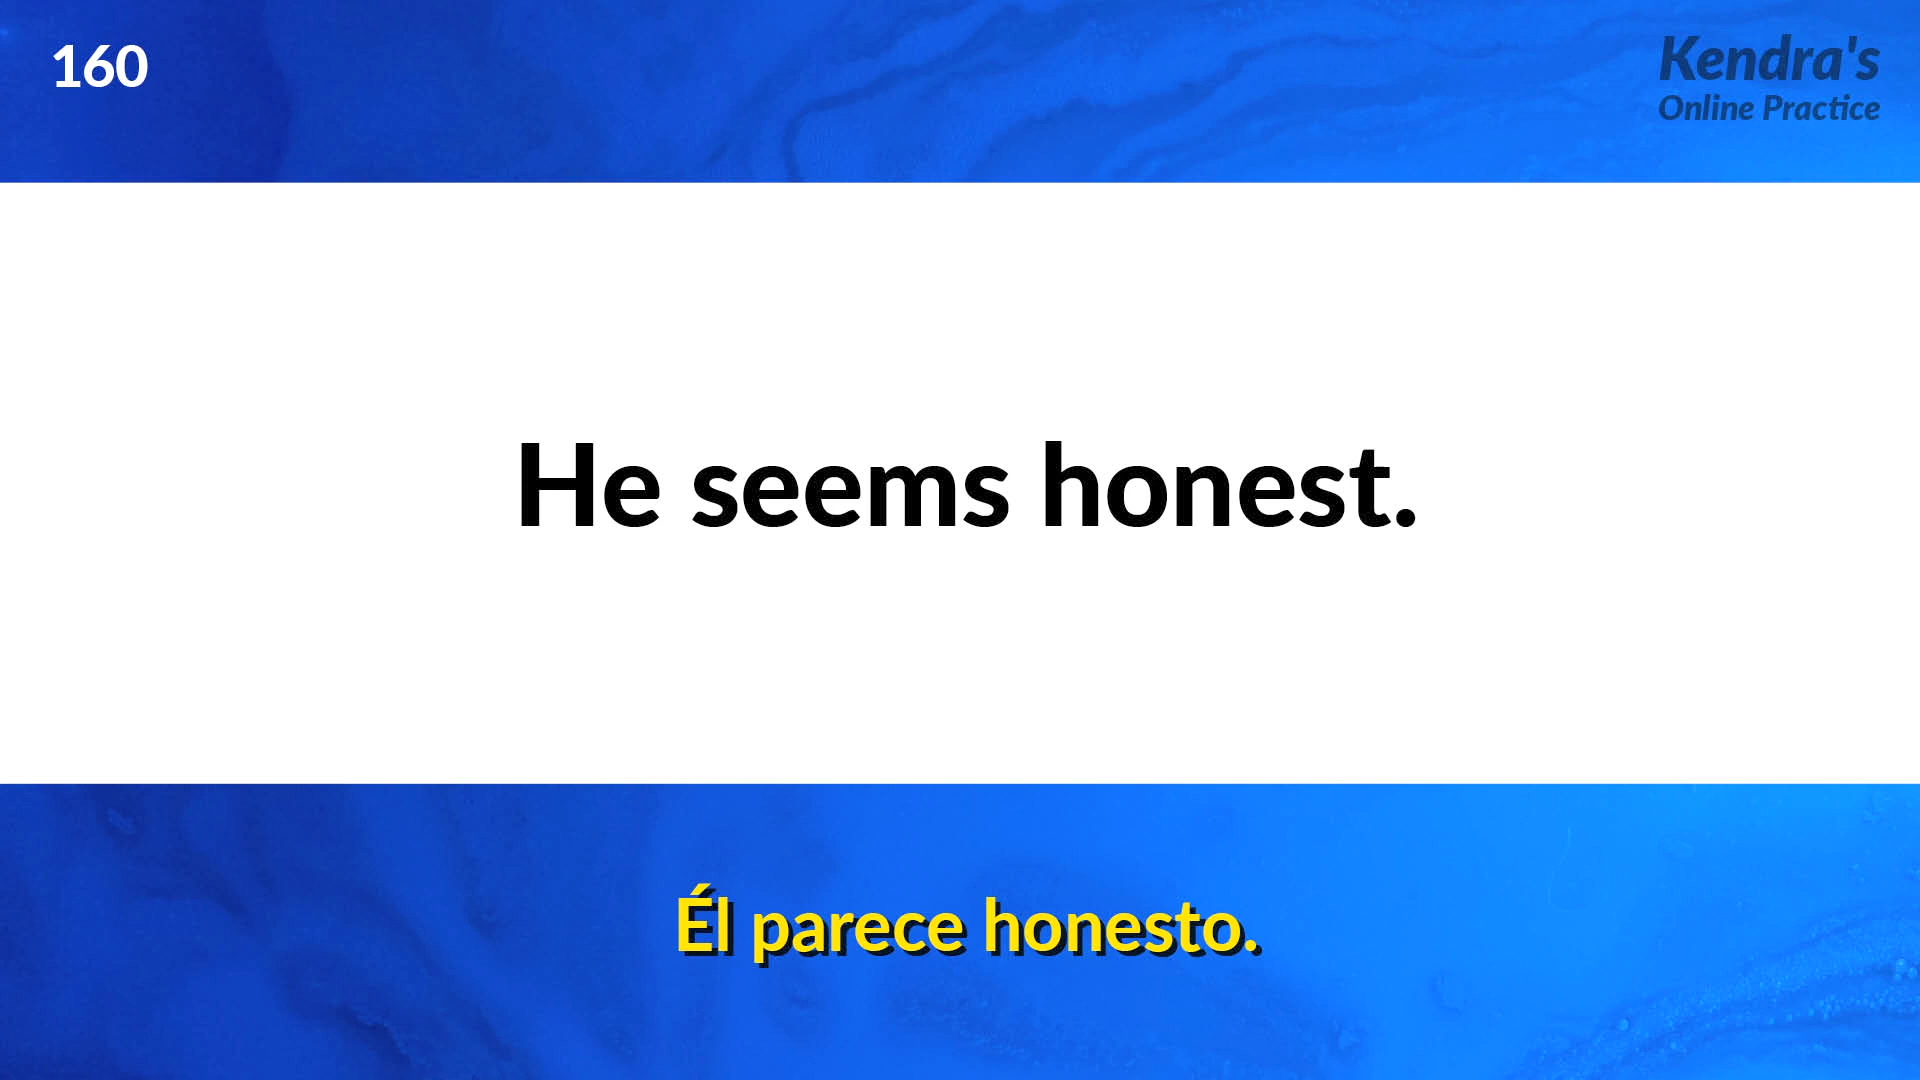 160
Kendra's
Online Practice
He seems honest.
Él parece honesto.